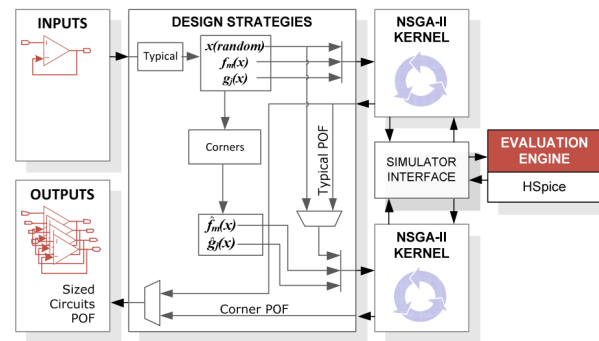 INPUTS
DESIGN STRATEGIES
NSGA-II
KERNEL
Typical
x(random)
fm(x)
gj(x)
Corners
Typical POF
SIMULATOR
INTERFACE
EVALUATION
ENGINE
HSpice
OUTPUTS
f̂m(x)
ĝj(x)
NSGA-II
KERNEL
Sized
Circuits
POF
Corner POF